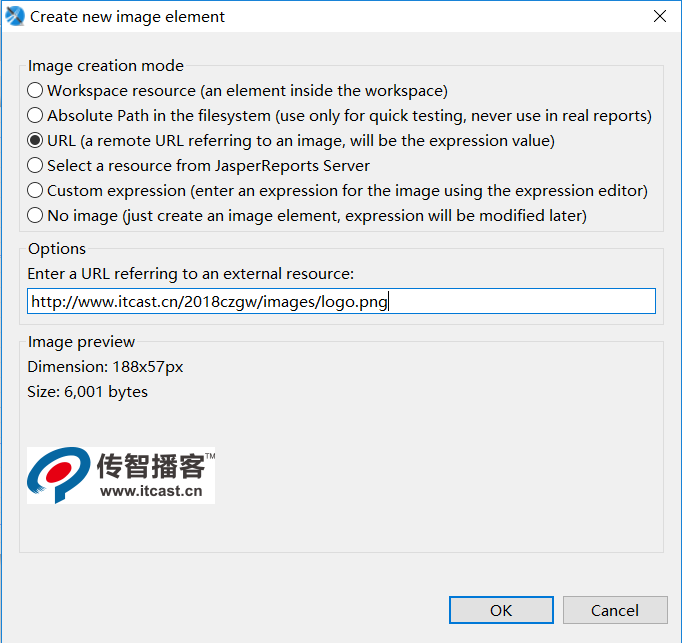 Create new image element
Image creation mode
Workspace resource (an element inside the workspace)
Absolute Path in the filesystem (use only for quick testing, never use in real reports)
URL (a remote URL referring to an image, will be the expression value)
Select a resource from JasperReports Server
Custom expression (enter an expression for the image using the expression editor)
No image (just create an image element, expression will be modified later)
Options
Enter a URL referring to an external resource:
http://www.itcast.cn/2018czgw/images/logo.png
Image preview
Dimension: 188x57px
Size: 6,001 bytes
传智播客™
www.itcast.cn
OK Cancel